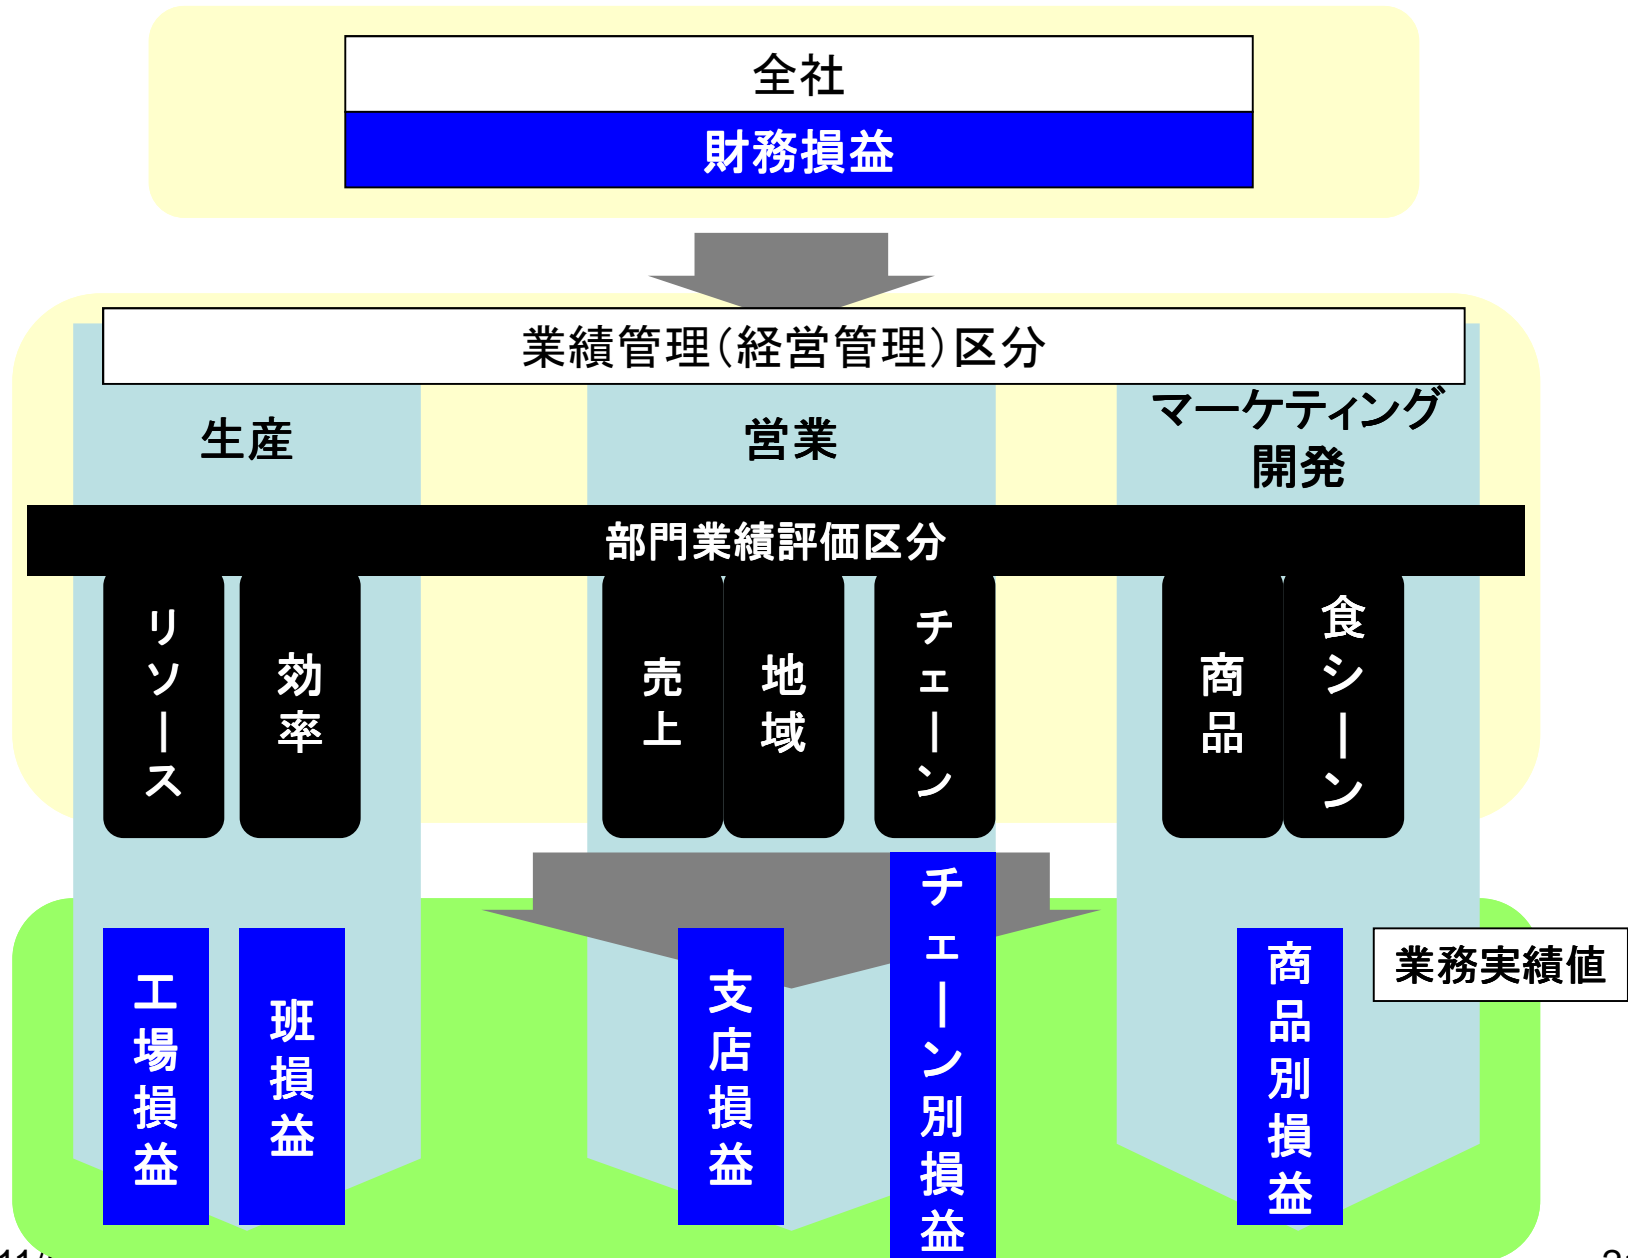 全社
財務損益
業績管理(経営管理)区分
生産
営業
マーケティング
開発
部門業績評価区分
リソース
効率
売上
地域
チェーン
商品
食シーン
工場損益
班損益
支店損益
チェーン別損益
商品別損益
業務実績値